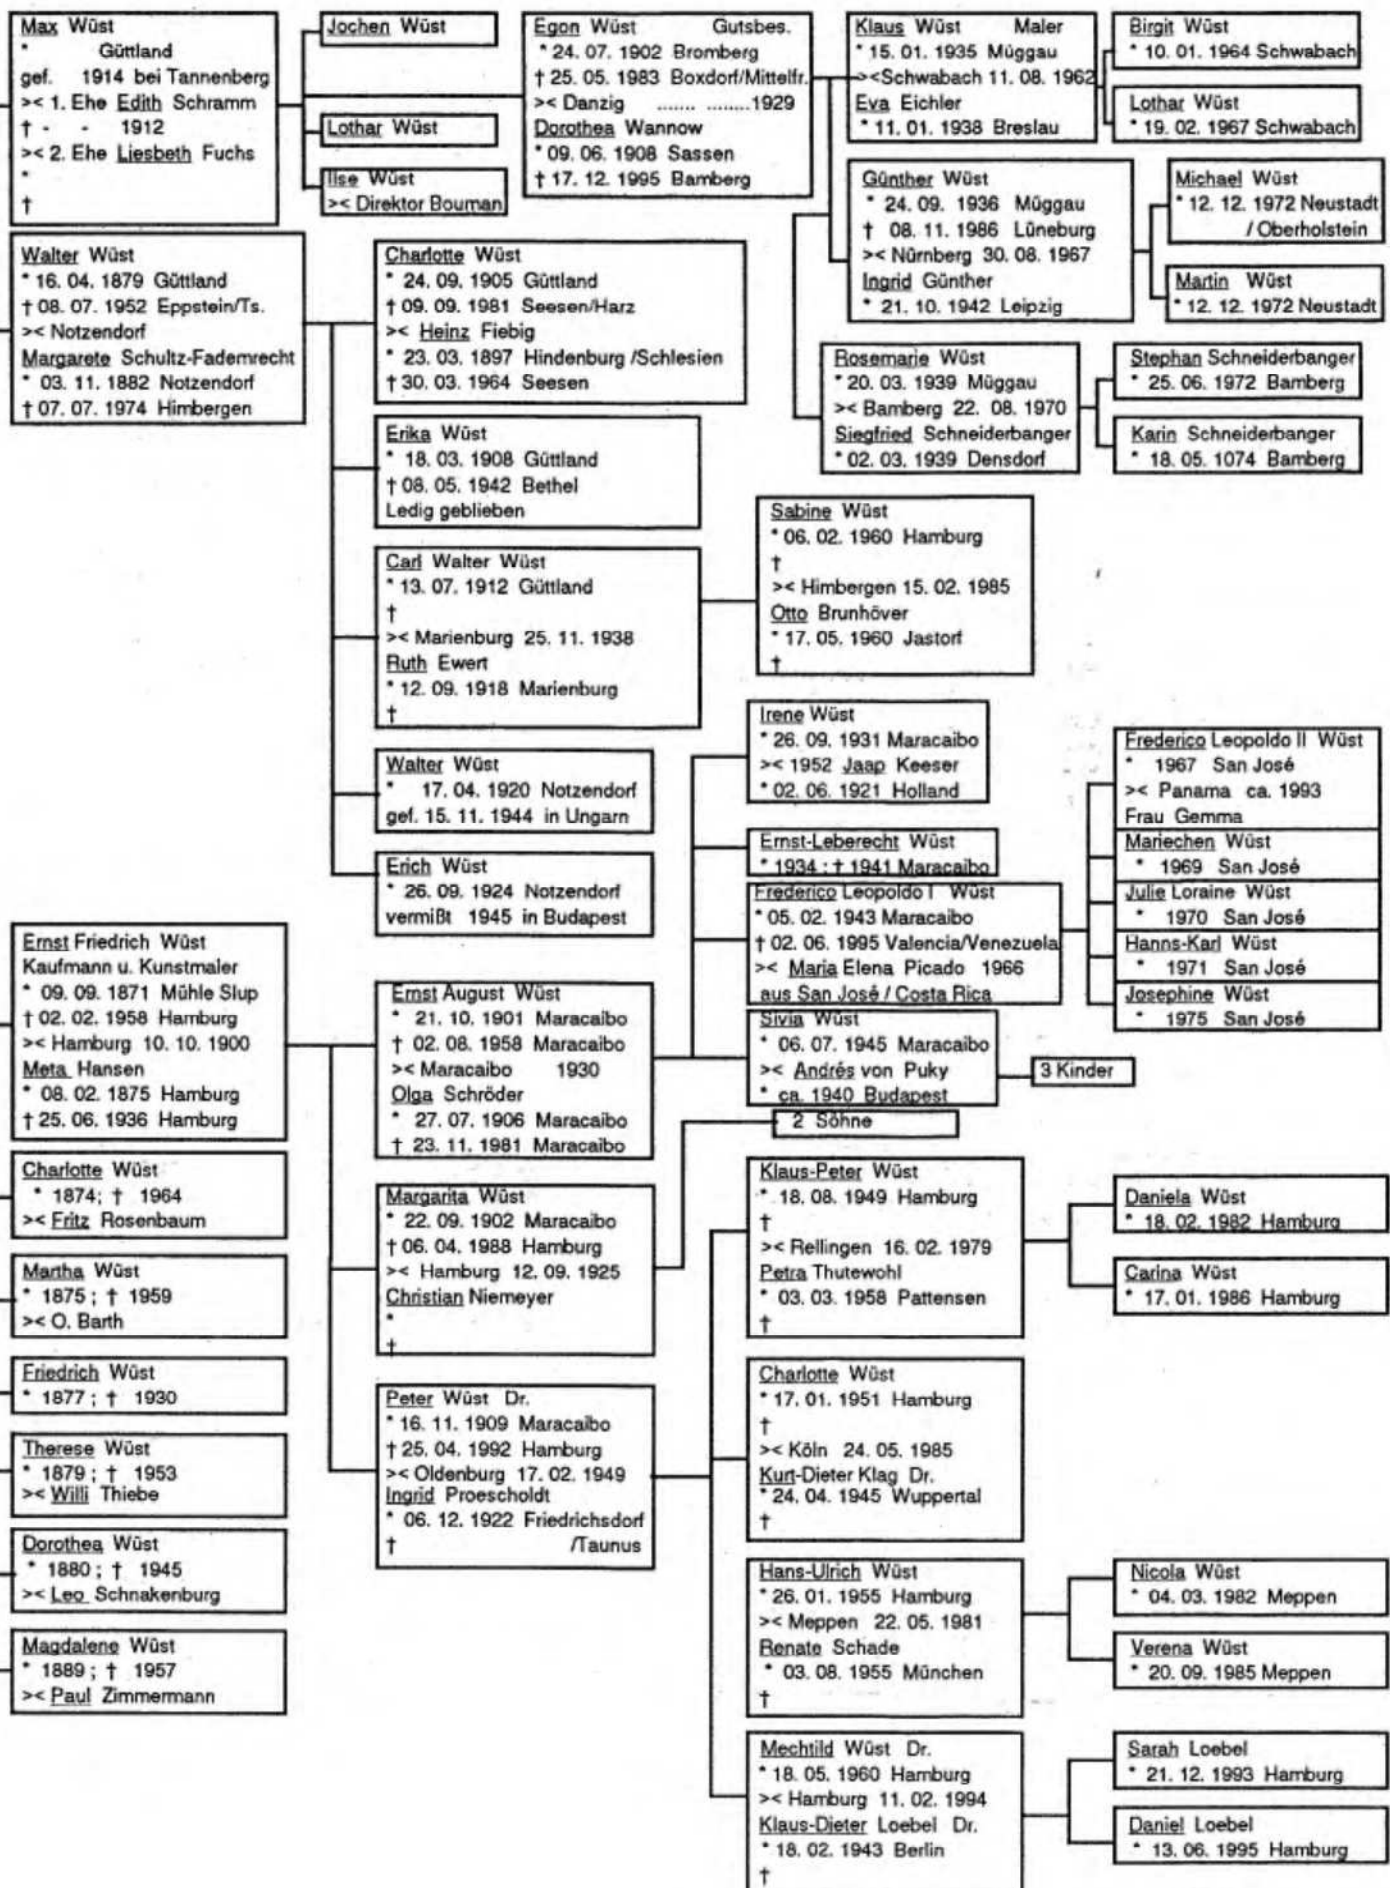 Max Wüst
* Güttland
gef. 1914 bei Tannenberg
>< 1. Ehe Edith Schramm
† - - 1912
>< 2. Ehe Liesbeth Fuchs
*
†
Jochen Wüst
Lothar Wüst
Ilse Wüst
>< Direktor Bouman
Egon Wüst Gutsbes.
* 24. 07. 1902 Bromberg
† 25. 05. 1983 Boxdorf/Mittelfr.
>< Danzig ....... ........1929
Dorothea Wannow
* 09. 06. 1908 Sassen
† 17. 12. 1995 Bamberg
Klaus Wüst Maler
* 15. 01. 1935 Müggau
><Schwabach 11. 08. 1962
Eva Eichler
* 11. 01. 1938 Breslau
Birgit Wüst
* 10. 01. 1964 Schwabach
Lothar Wüst
* 19. 02. 1967 Schwabach
Günther Wüst
* 24. 09. 1936 Müggau
† 08. 11. 1986 Lüneburg
>< Nürnberg 30. 08. 1967
Ingrid Günther
* 21. 10. 1942 Leipzig
Michael Wüst
* 12. 12. 1972 Neustadt
/ Oberholstein
Martin Wüst
* 12. 12. 1972 Neustadt
Rosemarie Wüst
* 20. 03. 1939 Müggau
>< Bamberg 22. 08. 1970
Siegfried Schneiderbanger
* 02. 03. 1939 Densdorf
Stephan Schneiderbanger
* 25. 06. 1972 Bamberg
Karin Schneiderbanger
* 18. 05. 1074 Bamberg
Walter Wüst
* 16. 04. 1879 Güttland
† 08. 07. 1952 Eppstein/Ts.
>< Notzendorf
Margarete Schultz-Fademrecht
* 03. 11. 1882 Notzendorf
† 07. 07. 1974 Himbergen
Charlotte Wüst
* 24. 09. 1905 Güttland
† 09. 09. 1981 Seesen/Harz
>< Heinz Fiebig
* 23. 03. 1897 Hindenburg /Schlesien
† 30. 03. 1964 Seesen
Erika Wüst
* 18. 03. 1908 Güttland
† 08. 05. 1942 Bethel
Ledig geblieben
Carl Walter Wüst
* 13. 07. 1912 Güttland
†
>< Marienburg 25. 11. 1938
Ruth Ewert
* 12. 09. 1918 Marienburg
†
Sabine Wüst
* 06. 02. 1960 Hamburg
†
>< Himbergen 15. 02. 1985
Otto Brunhöver
* 17. 05. 1960 Jastorf
†
Walter Wüst
* 17. 04. 1920 Notzendorf
gef. 15. 11. 1944 in Ungarn
Erich Wüst
* 26. 09. 1924 Notzendorf
vermißt 1945 in Budapest
Ernst Friedrich Wüst
Kaufmann u. Kunstmaler
* 09. 09. 1871 Mühle Slup
† 02. 02. 1958 Hamburg
>< Hamburg 10. 10. 1900
Meta Hansen
* 08. 02. 1875 Hamburg
† 25. 06. 1936 Hamburg
Ernst August Wüst
* 21. 10. 1901 Maracaibo
† 02. 08. 1958 Maracaibo
>< Maracaibo 1930
Olga Schröder
* 27. 07. 1906 Maracaibo
† 23. 11. 1981 Maracaibo
Irene Wüst
* 26. 09. 1931 Maracaibo
>< 1952 Jaap Keeser
* 02. 06. 1921 Holland
Ernst-Leberecht Wüst
* 1934 ; † 1941 Maracaibo
Frederico Leopoldo I Wüst
* 05. 02. 1943 Maracaibo
† 02. 06. 1995 Valencia/Venezuela
>< Maria Elena Picado 1966
aus San José / Costa Rica
Frederico Leopoldo II Wüst
* 1967 San José
>< Panama ca. 1993
Frau Gemma
Mariechen Wüst
* 1969 San José
Julie Loraine Wüst
* 1970 San José
Hanns-Karl Wüst
* 1971 San José
Josephine Wüst
* 1975 San José
Sivia Wüst
* 06. 07. 1945 Maracaibo
>< Andrés von Puky
* ca. 1940 Budapest
3 Kinder
2 Söhne
Charlotte Wüst
* 1874; † 1964
>< Fritz Rosenbaum
Martha Wüst
* 1875 ; † 1959
>< O. Barth
Friedrich Wüst
* 1877 ; † 1930
Therese Wüst
* 1879 ; † 1953
>< Willi Thiebe
Dorothea Wüst
* 1880 ; † 1945
>< Leo Schnakenburg
Magdalene Wüst
* 1889 ; † 1957
>< Paul Zimmermann
Margarita Wüst
* 22. 09. 1902 Maracaibo
† 06. 04. 1988 Hamburg
>< Hamburg 12. 09. 1925
Christian Niemeyer
*
†
Peter Wüst Dr.
* 16. 11. 1909 Maracaibo
† 25. 04. 1992 Hamburg
>< Oldenburg 17. 02. 1949
Ingrid Proescholdt
* 06. 12. 1922 Friedrichsdorf
† /Taunus
Klaus-Peter Wüst
* 18. 08. 1949 Hamburg
†
>< Rellingen 16. 02. 1979
Petra Thutewohl
* 03. 03. 1958 Pattensen
†
Daniela Wüst
* 18. 02. 1982 Hamburg
Carina Wüst
* 17. 01. 1986 Hamburg
Charlotte Wüst
* 17. 01. 1951 Hamburg
†
>< Köln 24. 05. 1985
Kurt-Dieter Klag Dr.
* 24. 04. 1945 Wuppertal
†
Hans-Ulrich Wüst
* 26. 01. 1955 Hamburg
>< Meppen 22. 05. 1981
Renate Schade
* 03. 08. 1955 München
†
Nicola Wüst
* 04. 03. 1982 Meppen
Verena Wüst
* 20. 09. 1985 Meppen
Mechtild Wüst Dr.
* 18. 05. 1960 Hamburg
>< Hamburg 11. 02. 1994
Klaus-Dieter Loebel Dr.
* 18. 02. 1943 Berlin
†
Sarah Loebel
* 21. 12. 1993 Hamburg
Daniel Loebel
* 13. 06. 1995 Hamburg